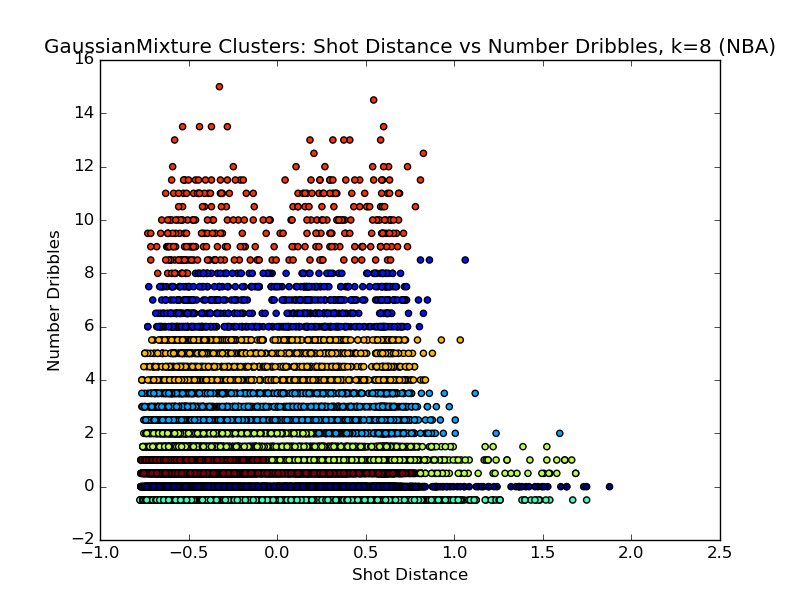 GaussianMixture Clusters: Shot Distance vs Number Dribbles, k=8 (NBA)
16
14
12
10
8
6
4
2
0
−2
Number Dribbles
−1.0 −0.5 0.0 0.5 1.0 1.5 2.0 2.5
Shot Distance